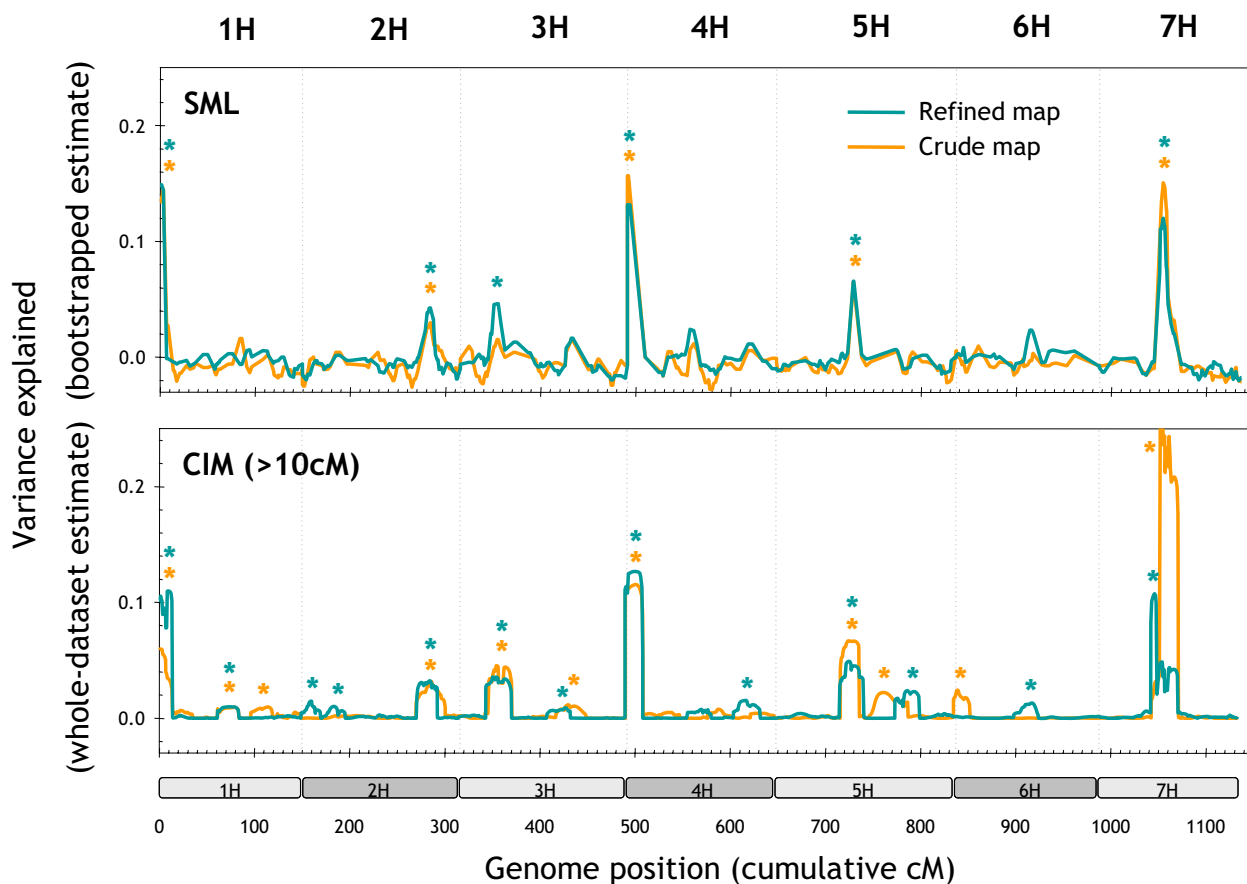 1H 2H 3H 4H 5H 6H 7H
SML
Refined map
Crude map
0.2
0.1
0.0
CIM (>10cM)
0.2
0.1
0.0
Variance explained
(bootstrapped estimate)
(whole-dataset estimate)
1H 2H 3H 4H 5H 6H 7H
0 100 200 300 400 500 600 700 800 900 1000 1100
Genome position (cumulative cM)